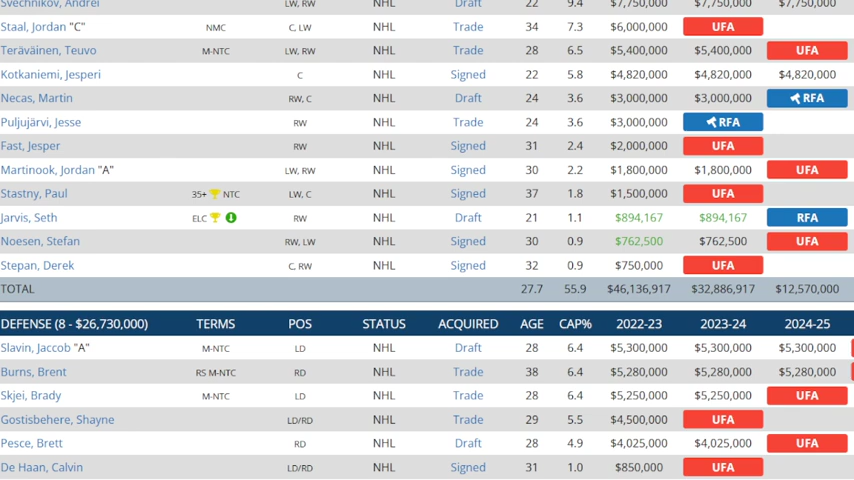 Svechnikov, Andrei LW, RW NHL Draft 22 9.4 $7,750,000 $7,750,000 $7,750,000
Staal, Jordan "C" NMC C, LW NHL Trade 34 7.3 $6,000,000 UFA
Teräväinen, Teuvo M-NTC LW, RW NHL Trade 28 6.5 $5,400,000 $5,400,000 UFA
Kotkaniemi, Jesperi C NHL Signed 22 5.8 $4,820,000 $4,820,000 $4,820,000
Necas, Martin RW, C NHL Draft 24 3.6 $3,000,000 $3,000,000 RFA
Puljujärvi, Jesse RW NHL Trade 24 3.6 $3,000,000 RFA
Fast, Jesper RW NHL Signed 31 2.4 $2,000,000 UFA
Martinook, Jordan "A" LW, RW NHL Signed 30 2.2 $1,800,000 $1,800,000 UFA
Stastny, Paul 35+ NTC LW, C NHL Signed 37 1.8 $1,500,000 UFA
Jarvis, Seth ELC RW NHL Draft 21 1.1 $894,167 $894,167 RFA
Noesen, Stefan RW, LW NHL Signed 30 0.9 $762,500 $762,500 UFA
Stepan, Derek C, RW NHL Signed 32 0.9 $750,000 UFA
TOTAL 27.7 55.9 $46,136,917 $32,886,917 $12,570,000
DEFENSE (8 - $26,730,000) TERMS POS STATUS ACQUIRED AGE CAP% 2022-23 2023-24 2024-25
Slavin, Jaccob "A" M-NTC LD NHL Draft 28 6.4 $5,300,000 $5,300,000 $5,300,000
Burns, Brent RS M-NTC RD NHL Trade 38 6.4 $5,280,000 $5,280,000 $5,280,000
Skjei, Brady M-NTC LD NHL Trade 28 6.4 $5,250,000 $5,250,000 UFA
Gostisbehere, Shayne LD/RD NHL Trade 29 5.5 $4,500,000 UFA
Pesce, Brett RD NHL Draft 28 4.9 $4,025,000 $4,025,000 UFA
De Haan, Calvin LD/RD NHL Signed 31 1.0 $850,000 UFA